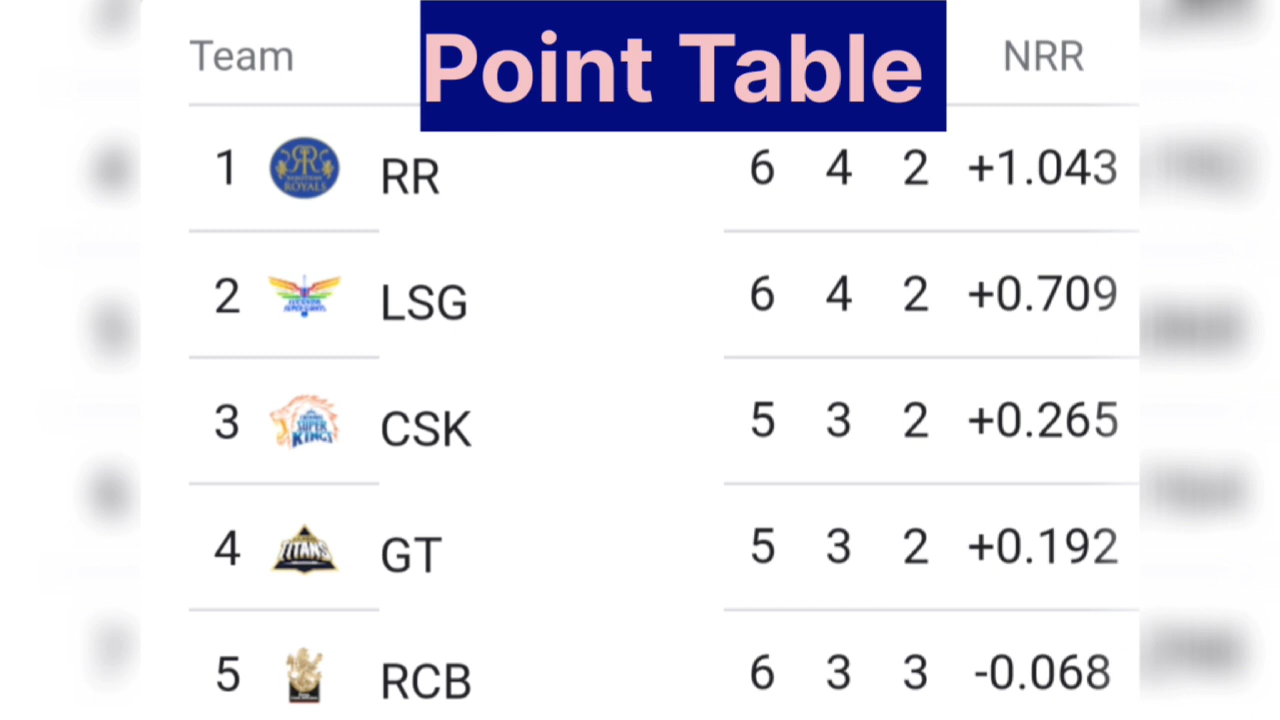 Team Point Table NRR
1 RR 6 4 2 +1.043
2 LSG 6 4 2 +0.709
3 CSK 5 3 2 +0.265
4 GT 5 3 2 +0.192
5 RCB 6 3 3 -0.068